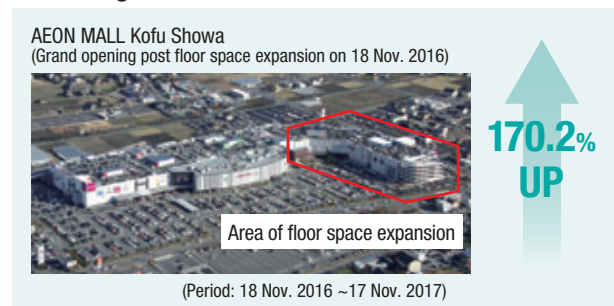 AEON MALL Kofu Showa
(Grand opening post floor space expansion on 18 Nov. 2016)
170.2%
UP
Area of floor space expansion
(Period: 18 Nov. 2016 ~17 Nov. 2017)